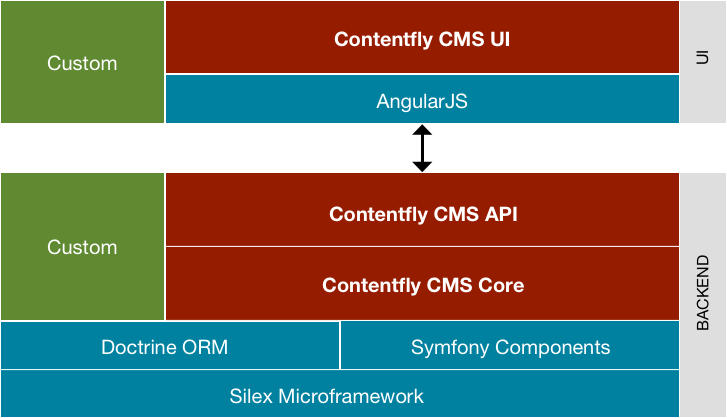 Custom
Contentfly CMS UI
AngularJS
UI
Custom
Contentfly CMS API
Contentfly CMS Core
BACKEND
Doctrine ORM
Symfony Components
Silex Microframework